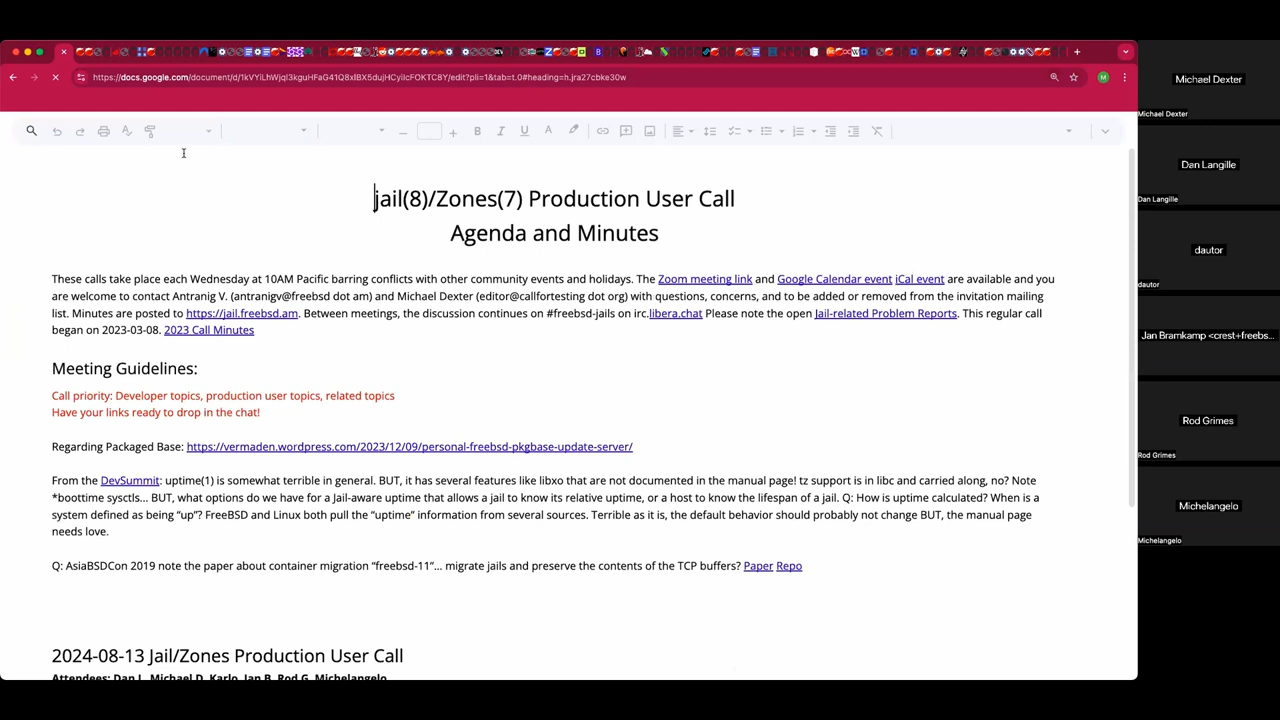 https://docs.google.com/document/d/1kVYiLhWjqI3kguHFaG41Q8xIBX5dujHCyiIcFOKTC8Y/edit?pli=1&tab=t.0#heading=h.jra27cbke30w
M
jail(8)/Zones(7) Production User Call
Agenda and Minutes
These calls take place each Wednesday at 10AM Pacific barring conflicts with other community events and holidays. The Zoom meeting link and Google Calendar event iCal event are available and you
are welcome to contact Antranig V. (antranigv@freebsd dot am) and Michael Dexter (editor@callfortesting dot org) with questions, concerns, and to be added or removed from the invitation mailing
list. Minutes are posted to https://jail.freebsd.am. Between meetings, the discussion continues on #freebsd-jails on irc.libera.chat Please note the open Jail-related Problem Reports. This regular call
began on 2023-03-08. 2023 Call Minutes
Meeting Guidelines:
Call priority: Developer topics, production user topics, related topics
Have your links ready to drop in the chat!
Regarding Packaged Base: https://vermaden.wordpress.com/2023/12/09/personal-freebsd-pkgbase-update-server/
From the DevSummit: uptime(1) is somewhat terrible in general. BUT, it has several features like libxo that are not documented in the manual page! tz support is in libc and carried along, no? Note
*boottime sysctls... BUT, what options do we have for a Jail-aware uptime that allows a jail to know its relative uptime, or a host to know the lifespan of a jail. Q: How is uptime calculated? When is a
system defined as being “up”? FreeBSD and Linux both pull the “uptime” information from several sources. Terrible as it is, the default behavior should probably not change BUT, the manual page
needs love.
Q: AsiaBSDCon 2019 note the paper about container migration “freebsd-11”... migrate jails and preserve the contents of the TCP buffers? Paper Repo
2024-08-13 Jail/Zones Production User Call
Attendees: Dan L, Michael D, Karlo, Jan B, Rod G, Michelangelo
Michael Dexter
Michael Dexter
Dan Langille
Dan Langille
dautor
dautor
Jan Bramkamp <crest+freebs...
Rod Grimes
Rod Grimes
Michelangelo
Michelangelo